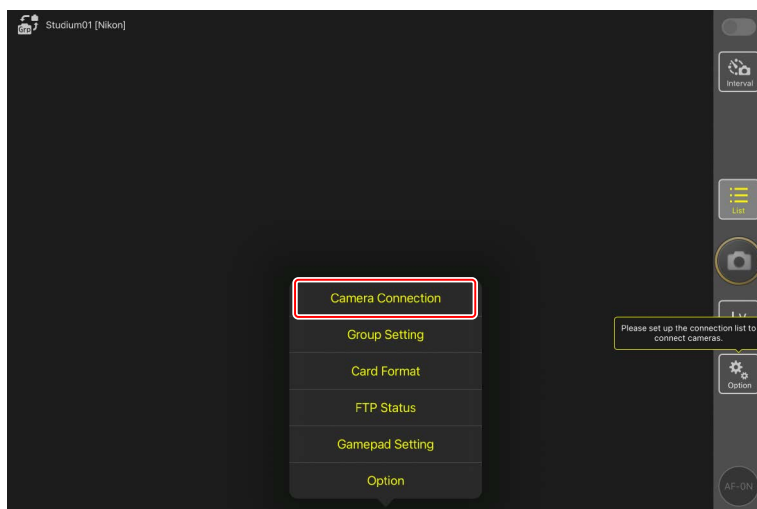 Grp
Studium01 [Nikon]
Interval
List
Camera Connection
Group Setting
Card Format
FTP Status
Gamepad Setting
Option
Please set up the connection list to
connect cameras.
Option
AF-ON